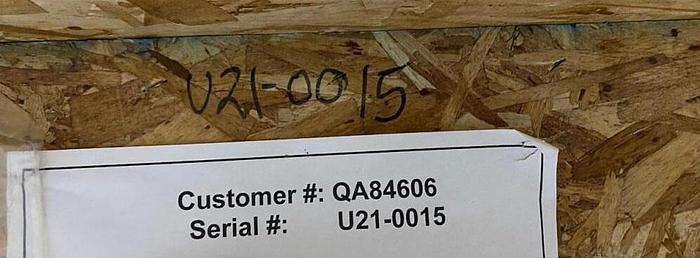 U21-0015
Customer #: QA84606
Serial #: U21-0015